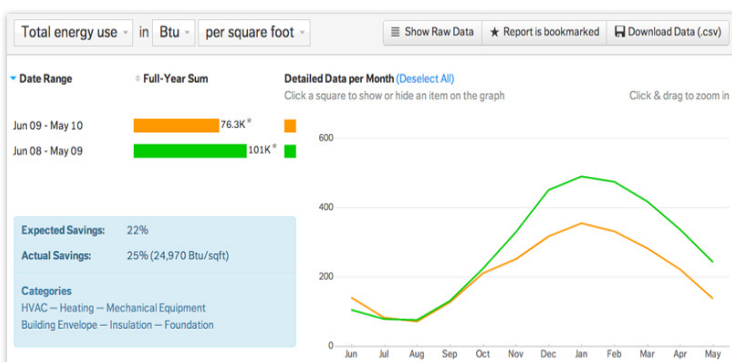 Total energy use in Btu per square foot
Show Raw Data Report is bookmarked Download Data (.csv)
Date Range Full-Year Sum Detailed Data per Month (Deselect All)
Click a square to show or hide an item on the graph Click & drag to zoom in
Jun 09 - May 10 76.3K*
Jun 08 - May 09 101K*
600
400
200
0
Jun Jul Aug Sep Oct Nov Dec Jan Feb Mar Apr May
Expected Savings: 22%
Actual Savings: 25% (24,970 Btu/sqft)
Categories
HVAC — Heating — Mechanical Equipment
Building Envelope — Insulation — Foundation